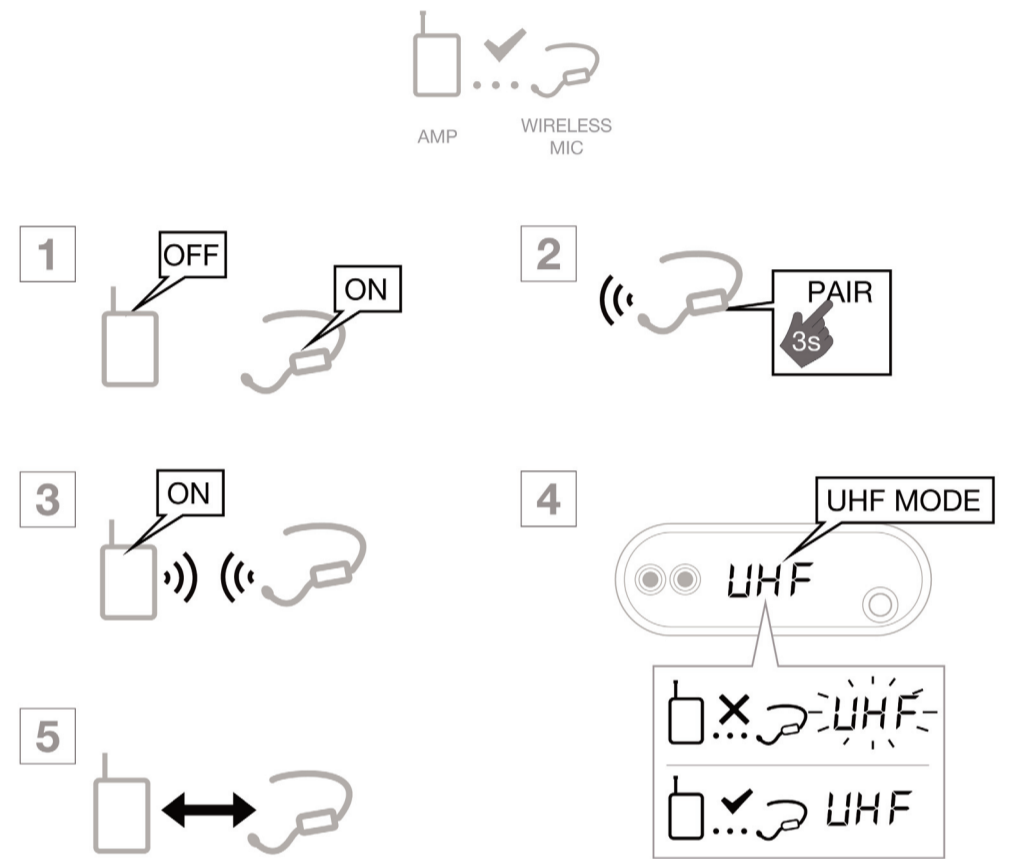 AMP
WIRELESS
MIC
1
OFF
ON
2
PAIR
3s
3
ON
4
UHF MODE
UHF
UHF
UHF
5